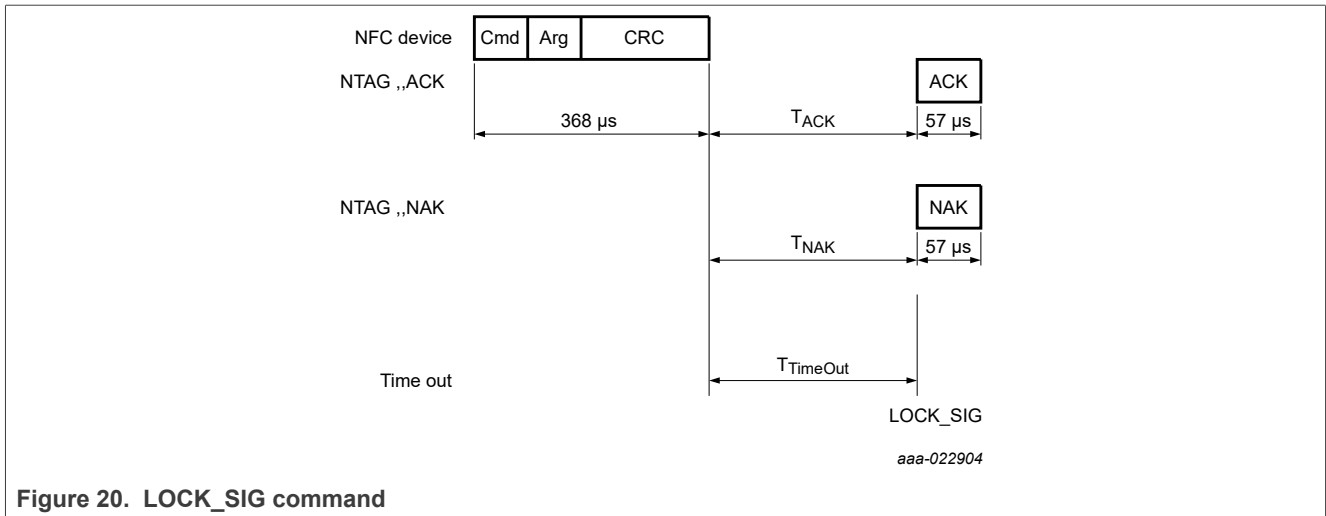 NFC device Cmd Arg CRC
NTAG ,,ACK ACK
368 µs TACK 57 µs
NTAG ,,NAK NAK
TNAK 57 µs
Time out TTimeOut
LOCK_SIG
aaa-022904
Figure 20. LOCK_SIG command